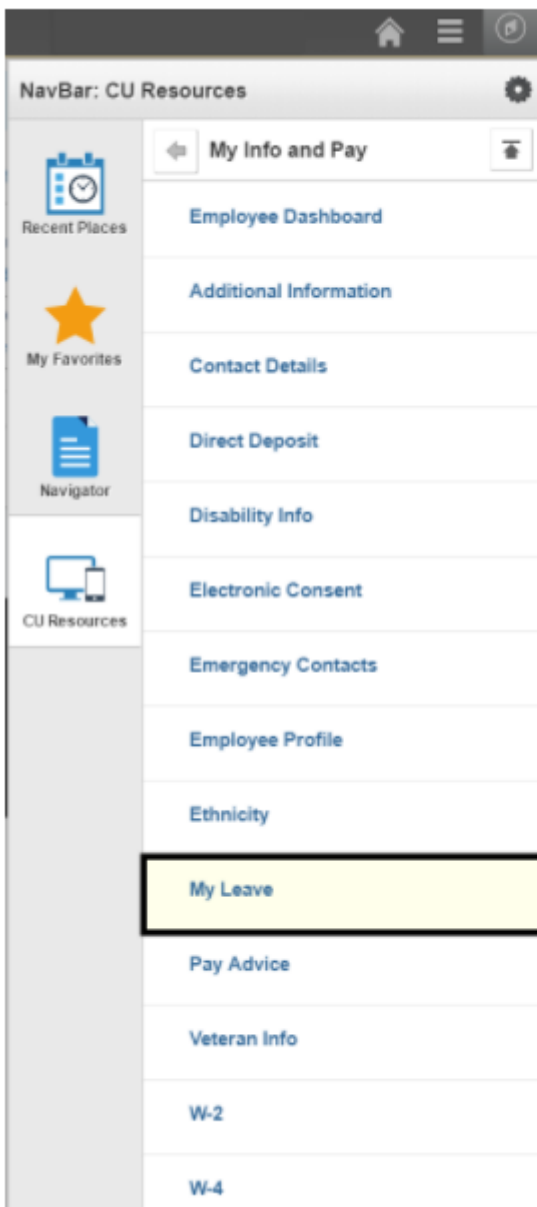 NavBar: CU Resources
My Info and Pay
Recent Places
My Favorites
Navigator
CU Resources
Employee Dashboard
Additional Information
Contact Details
Direct Deposit
Disability Info
Electronic Consent
Emergency Contacts
Employee Profile
Ethnicity
My Leave
Pay Advice
Veteran Info
W-2
W-4